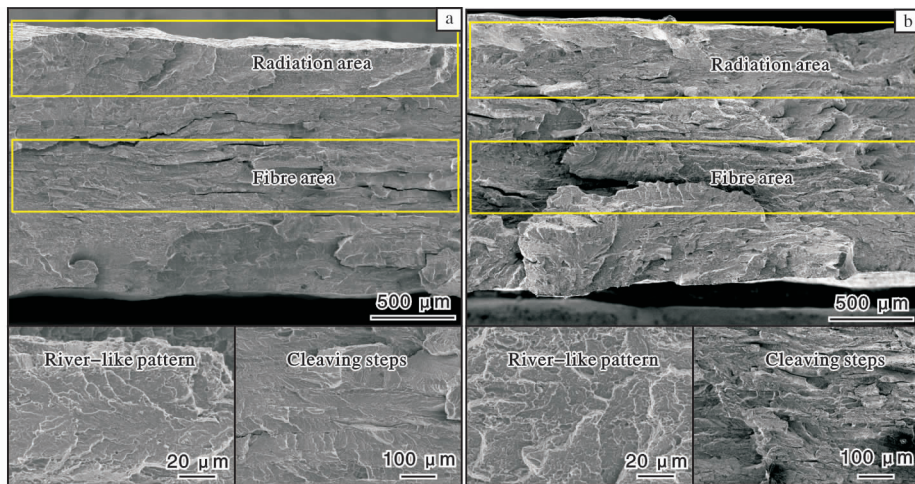 a
Radiation area
Fibre area
500 μm
River–like pattern
20 μm
Cleaving steps
100 μm
b
Radiation area
Fibre area
500 μm
River–like pattern
20 μm
Cleaving steps
100 μm